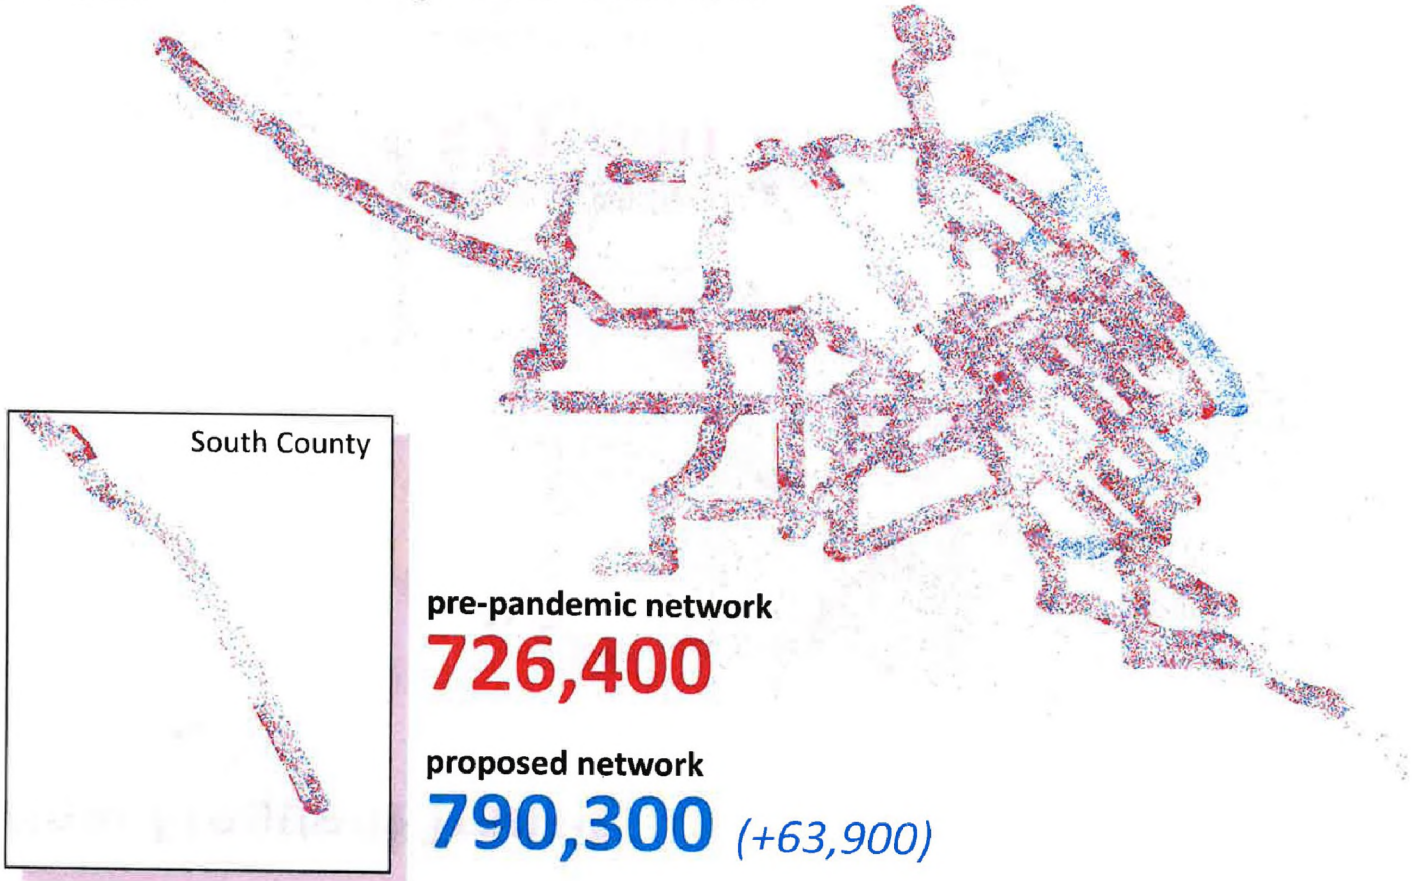 South County
pre-pandemic network
726,400
proposed network
790,300 (+63,900)